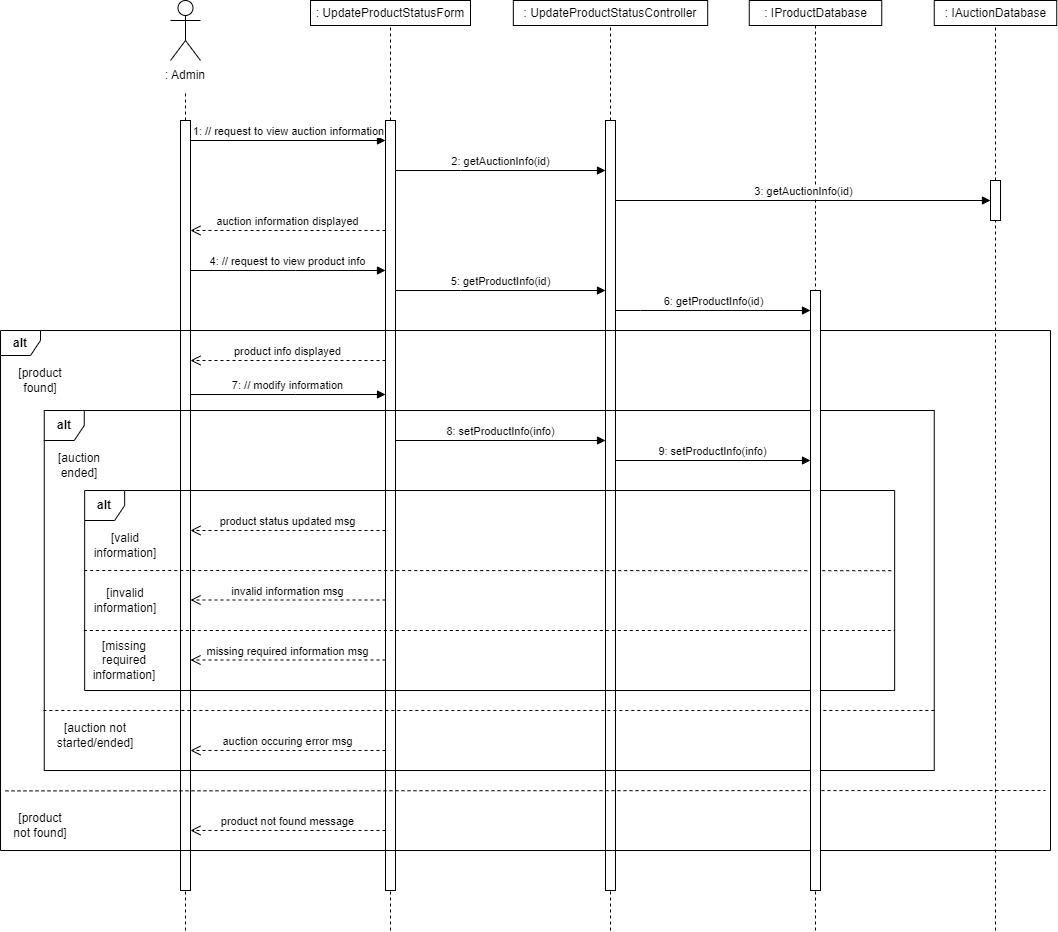 : UpdateProductStatusForm
: UpdateProductStatusController
: IProductDatabase
: IAuctionDatabase
: Admin
1: // request to view auction information
2: getAuctionInfo(id)
3: getAuctionInfo(id)
auction information displayed
4: // request to view product info
5: getProductInfo(id)
6: getProductInfo(id)
alt
[product
found]
product info displayed
7: // modify information
alt
[auction
ended]
8: setProductInfo(info)
9: setProductInfo(info)
alt
[valid
information]
product status updated msg
[invalid
information]
invalid information msg
[missing
required
information]
missing required information msg
[auction not
started/ended]
auction occuring error msg
[product
not found]
product not found message